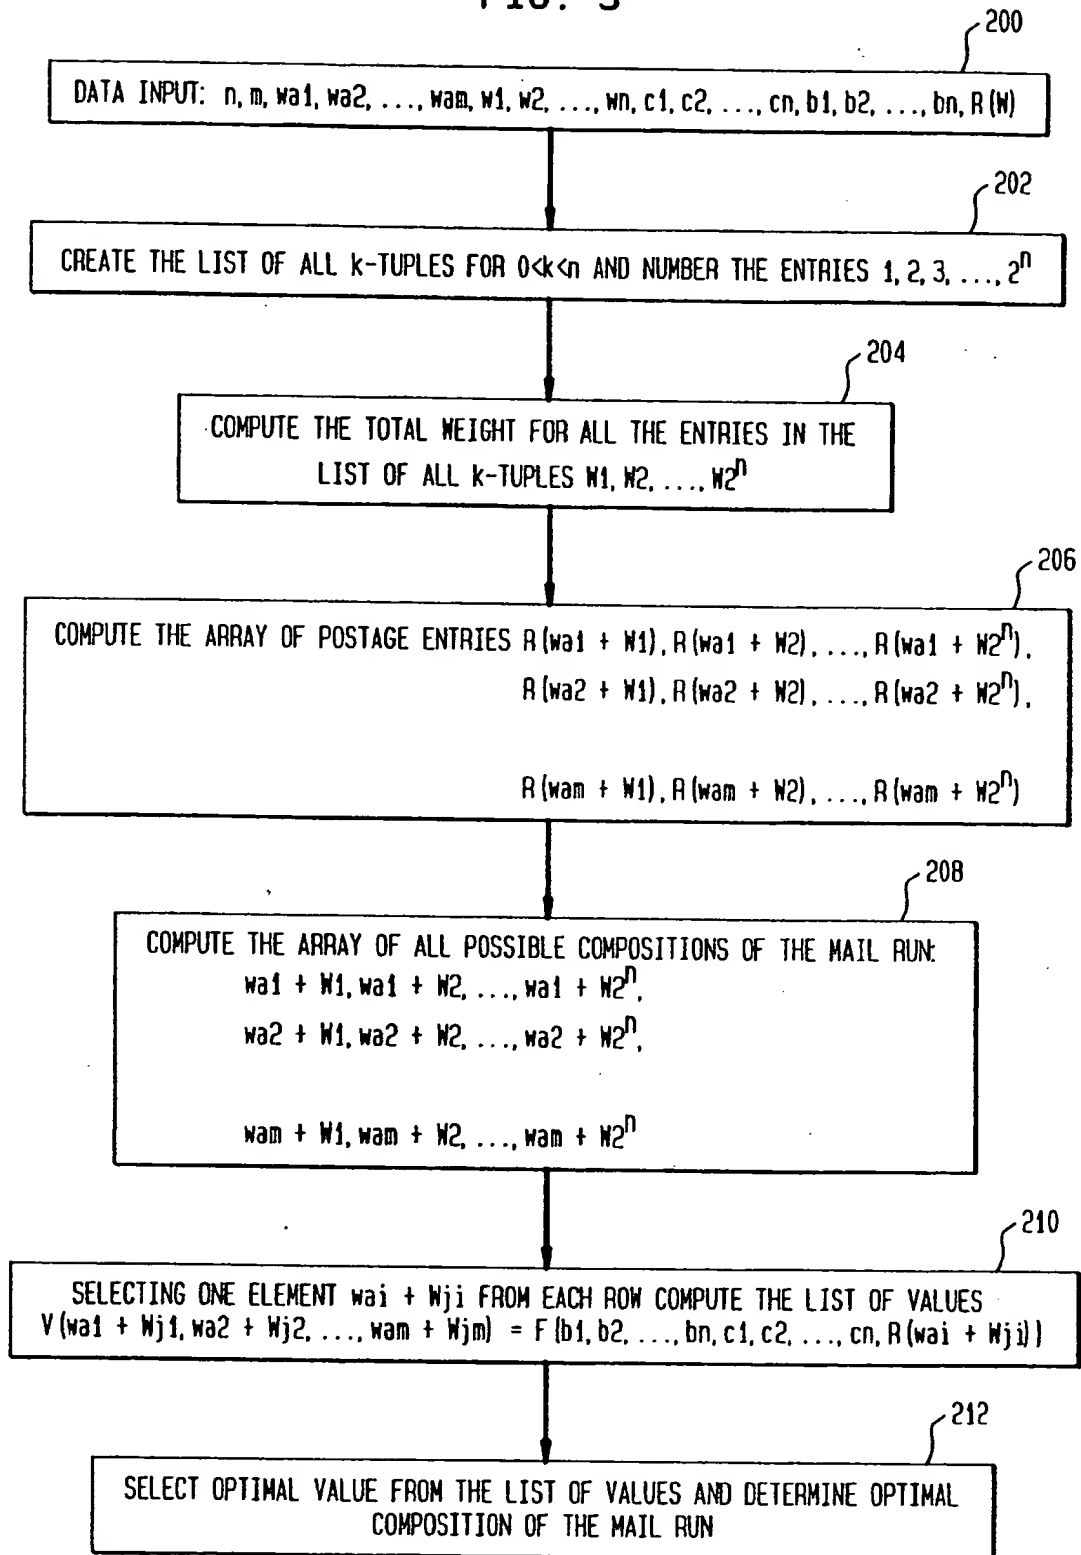 FIG. 3
200
DATA INPUT: n, m, wa1, wa2, ..., wam, w1, w2, ..., wn, c1, c2, ..., cn, b1, b2, ..., bn, R(W)
202
CREATE THE LIST OF ALL k-TUPLES FOR 0<k<n AND NUMBER THE ENTRIES 1, 2, 3, ..., 2^n
204
COMPUTE THE TOTAL WEIGHT FOR ALL THE ENTRIES IN THE
LIST OF ALL k-TUPLES W1, W2, ..., W2^n
206
COMPUTE THE ARRAY OF POSTAGE ENTRIES R(wa1 + W1), R(wa1 + W2), ..., R(wa1 + W2^n),
R(wa2 + W1), R(wa2 + W2), ..., R(wa2 + W2^n),
R(wam + W1), R(wam + W2), ..., R(wam + W2^n)
208
COMPUTE THE ARRAY OF ALL POSSIBLE COMPOSITIONS OF THE MAIL RUN:
wa1 + W1, wa1 + W2, ..., wa1 + W2^n,
wa2 + W1, wa2 + W2, ..., wa2 + W2^n,
wam + W1, wam + W2, ..., wam + W2^n
210
SELECTING ONE ELEMENT wai + Wji FROM EACH ROW COMPUTE THE LIST OF VALUES
V(wa1 + Wj1, wa2 + Wj2, ..., wam + Wjm) = F(b1, b2, ..., bn, c1, c2, ..., cn, R(wai + Wji))
212
SELECT OPTIMAL VALUE FROM THE LIST OF VALUES AND DETERMINE OPTIMAL
COMPOSITION OF THE MAIL RUN